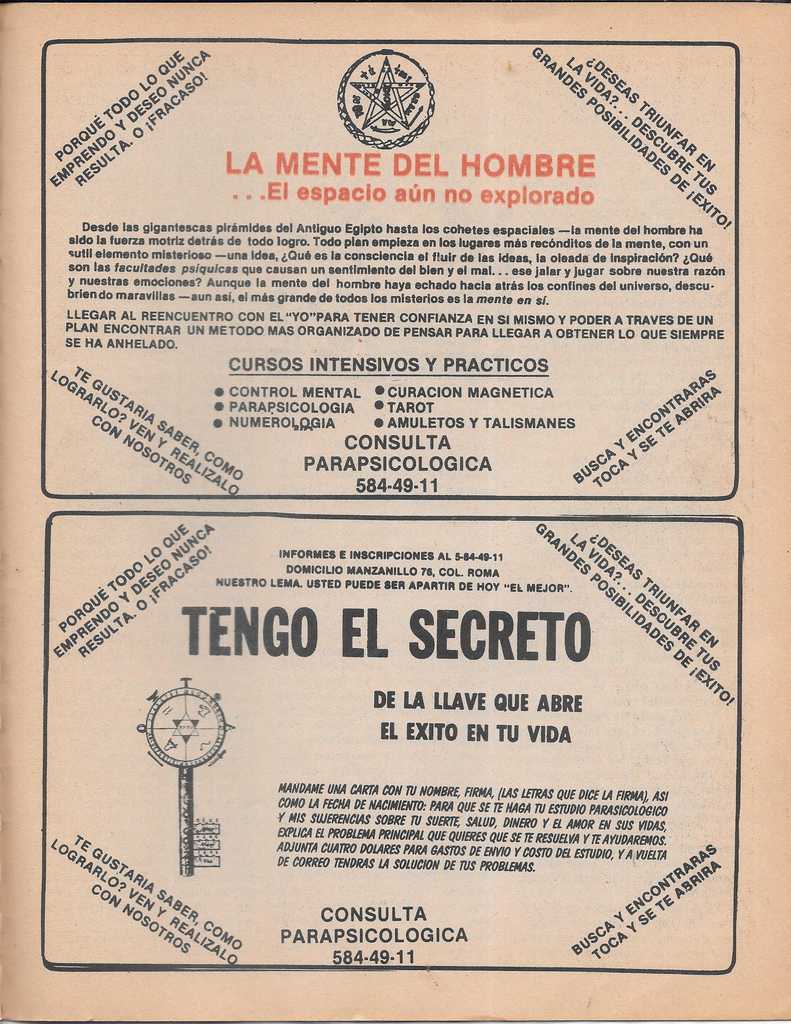 PORQUÉ TODO LO QUE
EMPRENDO Y DESEO NUNCA
RESULTA. O ¡FRACASO!
¿DESEAS TRIUNFAR EN
LA VIDA?... DESCUBRE TUS
GRANDES POSIBILIDADES DE ¡EXITO!
LA MENTE DEL HOMBRE
...El espacio aún no explorado
Desde las gigantescas pirámides del Antiguo Egipto hasta los cohetes espaciales —la mente del hombre ha
sido la fuerza motriz detrás de todo logro. Todo plan empieza en los lugares más recónditos de la mente, con un
sutil elemento misterioso —una idea, ¿Qué es la consciencia el fluir de las ideas, la oleada de inspiración? ¿Qué
son las facultades psíquicas que causan un sentimiento del bien y el mal... ese jalar y jugar sobre nuestra razón
y nuestras emociones? Aunque la mente del hombre haya echado hacia atrás los confines del universo, descu-
briendo maravillas —aun así, el más grande de todos los misterios es la mente en sí.
LLEGAR AL REENCUENTRO CON EL "YO" PARA TENER CONFIANZA EN SI MISMO Y PODER A TRAVES DE UN
PLAN ENCONTRAR UN METODO MAS ORGANIZADO DE PENSAR PARA LLEGAR A OBTENER LO QUE SIEMPRE
SE HA ANHELADO.
CURSOS INTENSIVOS Y PRACTICOS
● CONTROL MENTAL ● CURACION MAGNETICA
● PARAPSICOLOGIA ● TAROT
● NUMEROLOGIA ● AMULETOS Y TALISMANES
TE GUSTARIA SABER, COMO
LOGRARLO? VEN Y REALIZALO
CON NOSOTROS
CONSULTA
PARAPSICOLOGICA
584-49-11
BUSCA Y ENCONTRARAS
TOCA Y SE TE ABRIRA
PORQUÉ TODO LO QUE
EMPRENDO Y DESEO NUNCA
RESULTA. O ¡FRACASO!
INFORMES E INSCRIPCIONES AL 5-84-49-11
DOMICILIO MANZANILLO 76, COL. ROMA
NUESTRO LEMA. USTED PUEDE SER APARTIR DE HOY "EL MEJOR".
¿DESEAS TRIUNFAR EN
LA VIDA?... DESCUBRE TUS
GRANDES POSIBILIDADES DE ¡EXITO!
TENGO EL SECRETO
DE LA LLAVE QUE ABRE
EL EXITO EN TU VIDA
MANDAME UNA CARTA CON TU NOMBRE, FIRMA, (LAS LETRAS QUE DICE LA FIRMA), ASI
COMO LA FECHA DE NACIMIENTO: PARA QUE SE TE HAGA TU ESTUDIO PARASICOLOGICO
Y MIS SUJERENCIAS SOBRE TU SUERTE, SALUD, DINERO Y EL AMOR EN SUS VIDAS,
EXPLICA EL PROBLEMA PRINCIPAL QUE QUIERES QUE SE TE RESUELVA Y TE AYUDAREMOS.
ADJUNTA CUATRO DOLARES PARA GASTOS DE ENVIO Y COSTO DEL ESTUDIO, Y A VUELTA
DE CORREO TENDRAS LA SOLUCION DE TUS PROBLEMAS.
TE GUSTARIA SABER, COMO
LOGRARLO? VEN Y REALIZALO
CON NOSOTROS
CONSULTA
PARAPSICOLOGICA
584-49-11
BUSCA Y ENCONTRARAS
TOCA Y SE TE ABRIRA